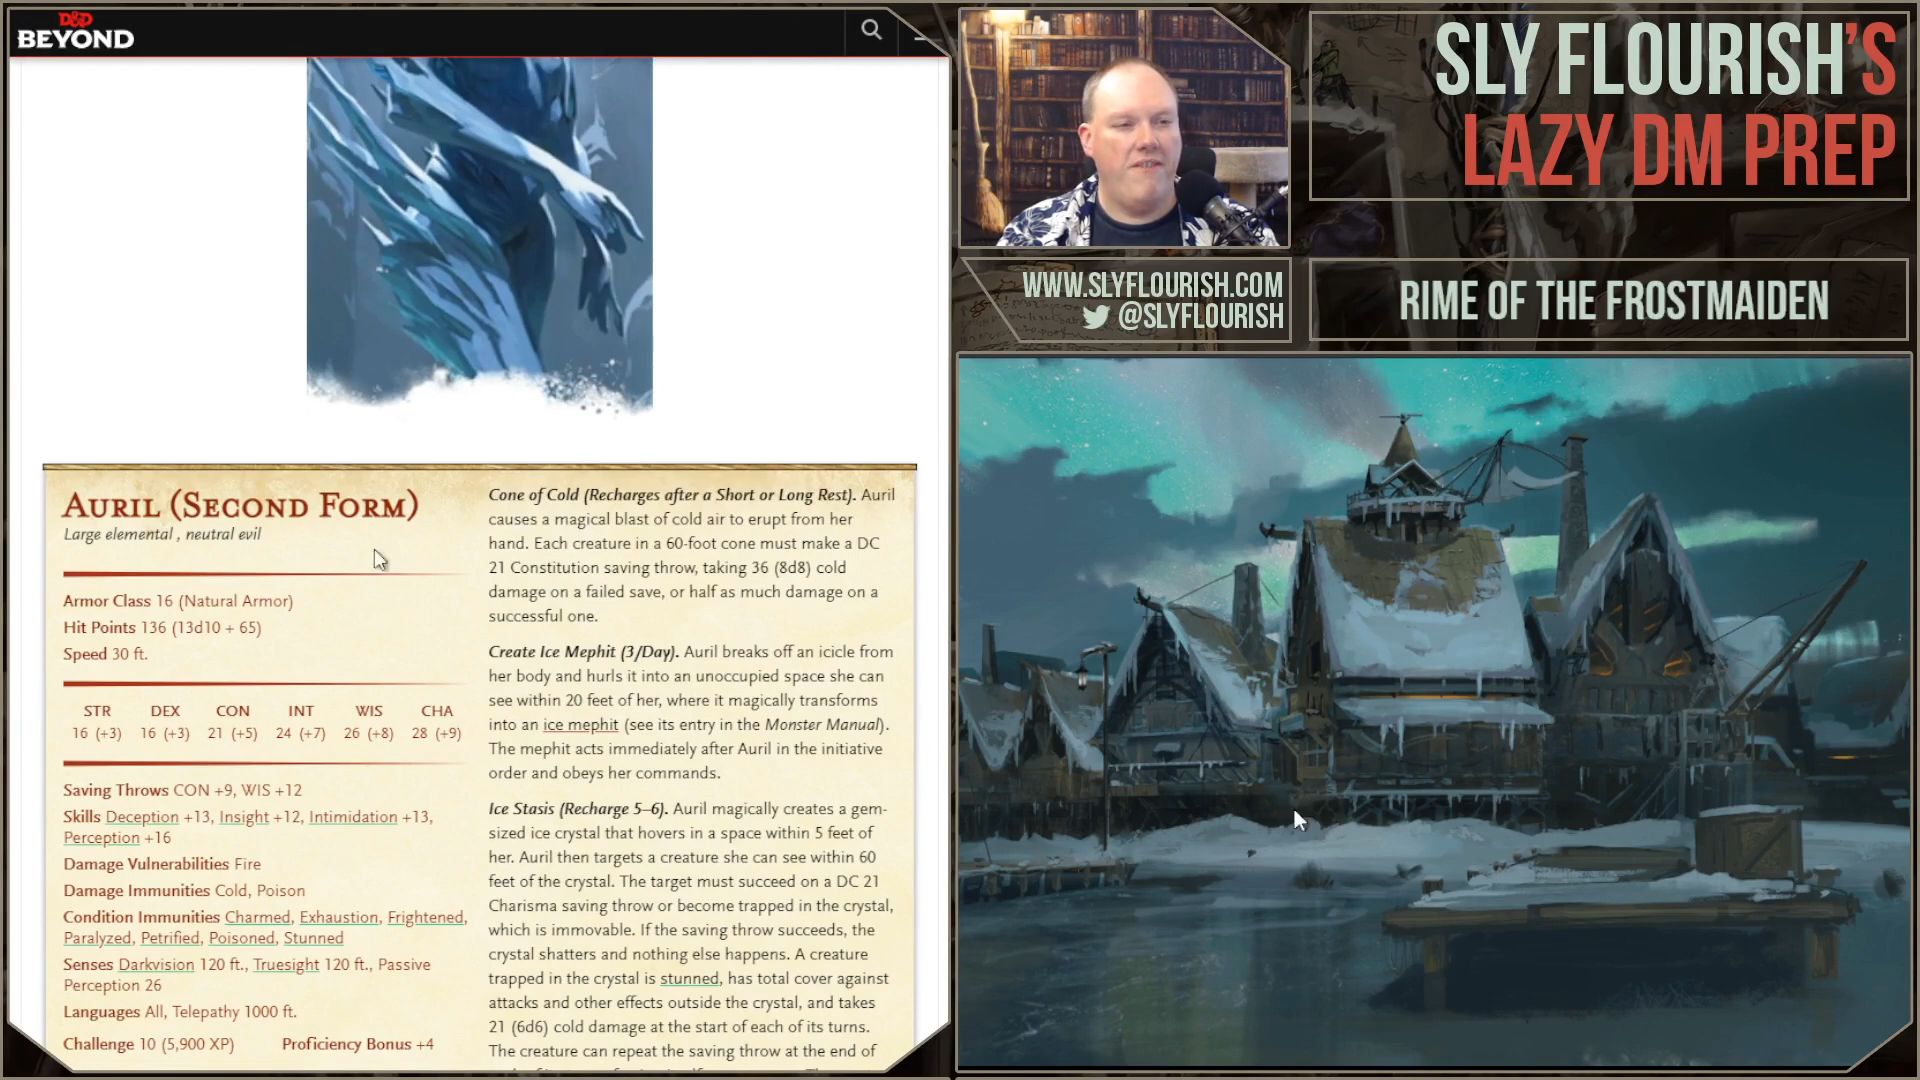 D&D
BEYOND
AURIL (SECOND FORM)
Large elemental , neutral evil
Armor Class 16 (Natural Armor)
Hit Points 136 (13d10 + 65)
Speed 30 ft.
STR DEX CON INT WIS CHA
16 (+3) 16 (+3) 21 (+5) 24 (+7) 26 (+8) 28 (+9)
Saving Throws CON +9, WIS +12
Skills Deception +13, Insight +12, Intimidation +13,
Perception +16
Damage Vulnerabilities Fire
Damage Immunities Cold, Poison
Condition Immunities Charmed, Exhaustion, Frightened,
Paralyzed, Petrified, Poisoned, Stunned
Senses Darkvision 120 ft., Truesight 120 ft., Passive
Perception 26
Languages All, Telepathy 1000 ft.
Challenge 10 (5,900 XP) Proficiency Bonus +4
Cone of Cold (Recharges after a Short or Long Rest). Auril
causes a magical blast of cold air to erupt from her
hand. Each creature in a 60-foot cone must make a DC
21 Constitution saving throw, taking 36 (8d8) cold
damage on a failed save, or half as much damage on a
successful one.
Create Ice Mephit (3/Day). Auril breaks off an icicle from
her body and hurls it into an unoccupied space she can
see within 20 feet of her, where it magically transforms
into an ice mephit (see its entry in the Monster Manual).
The mephit acts immediately after Auril in the initiative
order and obeys her commands.
Ice Stasis (Recharge 5–6). Auril magically creates a gem-
sized ice crystal that hovers in a space within 5 feet of
her. Auril then targets a creature she can see within 60
feet of the crystal. The target must succeed on a DC 21
Charisma saving throw or become trapped in the crystal,
which is immovable. If the saving throw succeeds, the
crystal shatters and nothing else happens. A creature
trapped in the crystal is stunned, has total cover against
attacks and other effects outside the crystal, and takes
21 (6d6) cold damage at the start of each of its turns.
The creature can repeat the saving throw at the end of
SLY FLOURISH'S
LAZY DM PREP
WWW.SLYFLOURISH.COM
@SLYFLOURISH
RIME OF THE FROSTMAIDEN